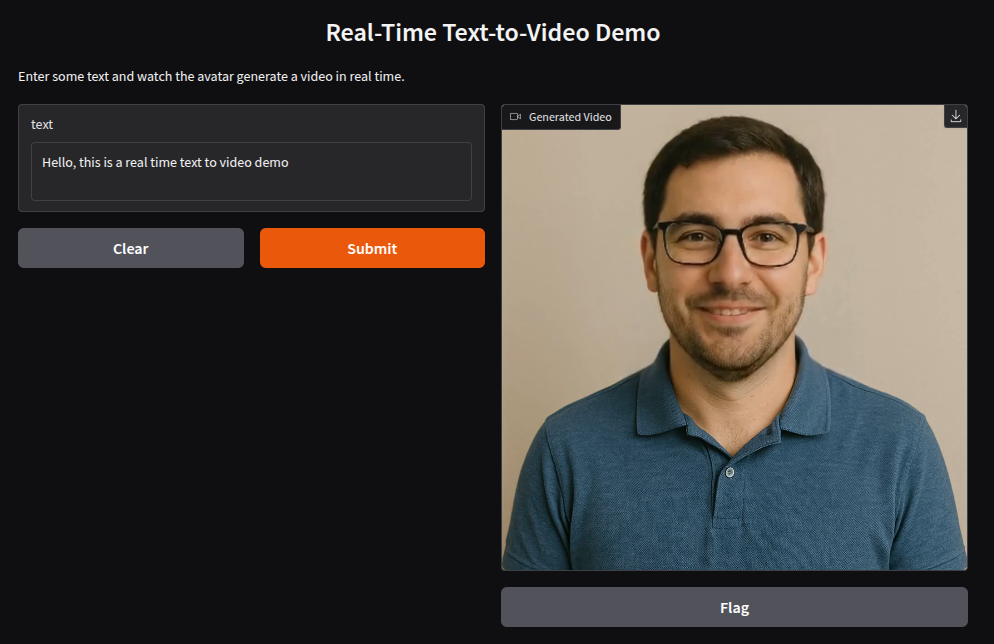 Real-Time Text-to-Video Demo
Enter some text and watch the avatar generate a video in real time.
text
Hello, this is a real time text to video demo
Clear
Submit
Generated Video
Flag